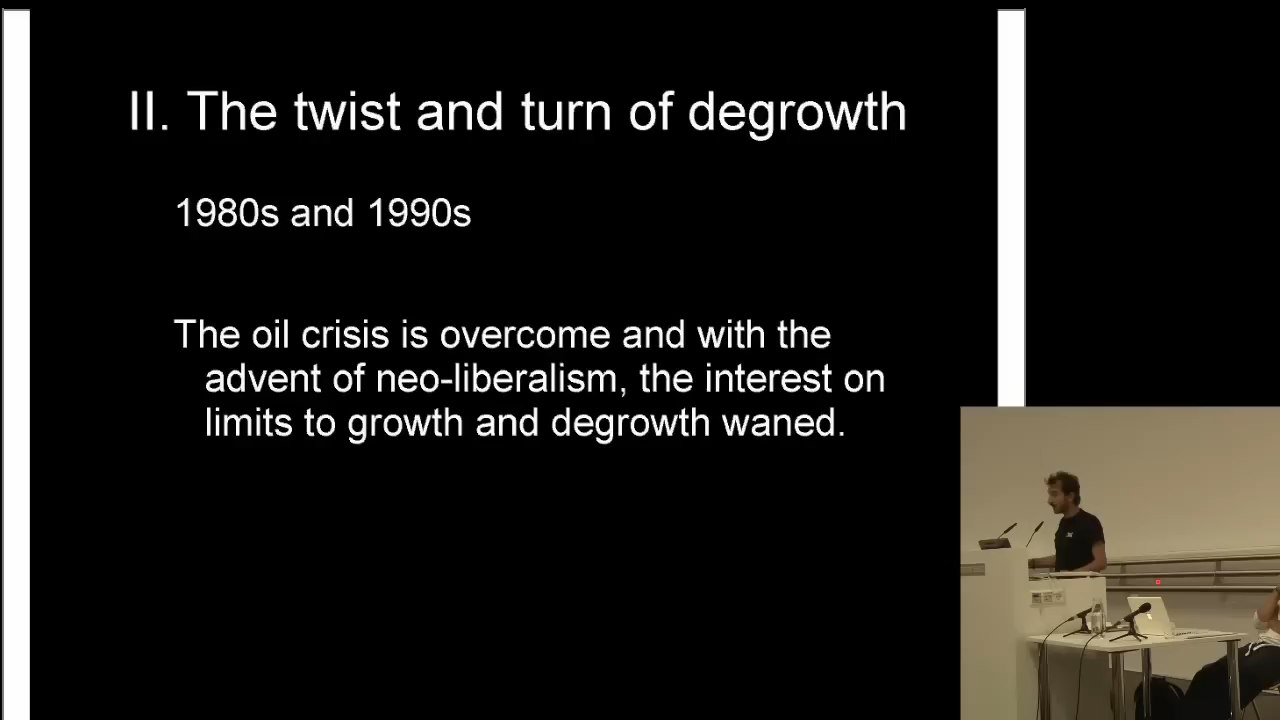 II. The twist and turn of degrowth
1980s and 1990s
The oil crisis is overcome and with the
advent of neo-liberalism, the interest on
limits to growth and degrowth waned.